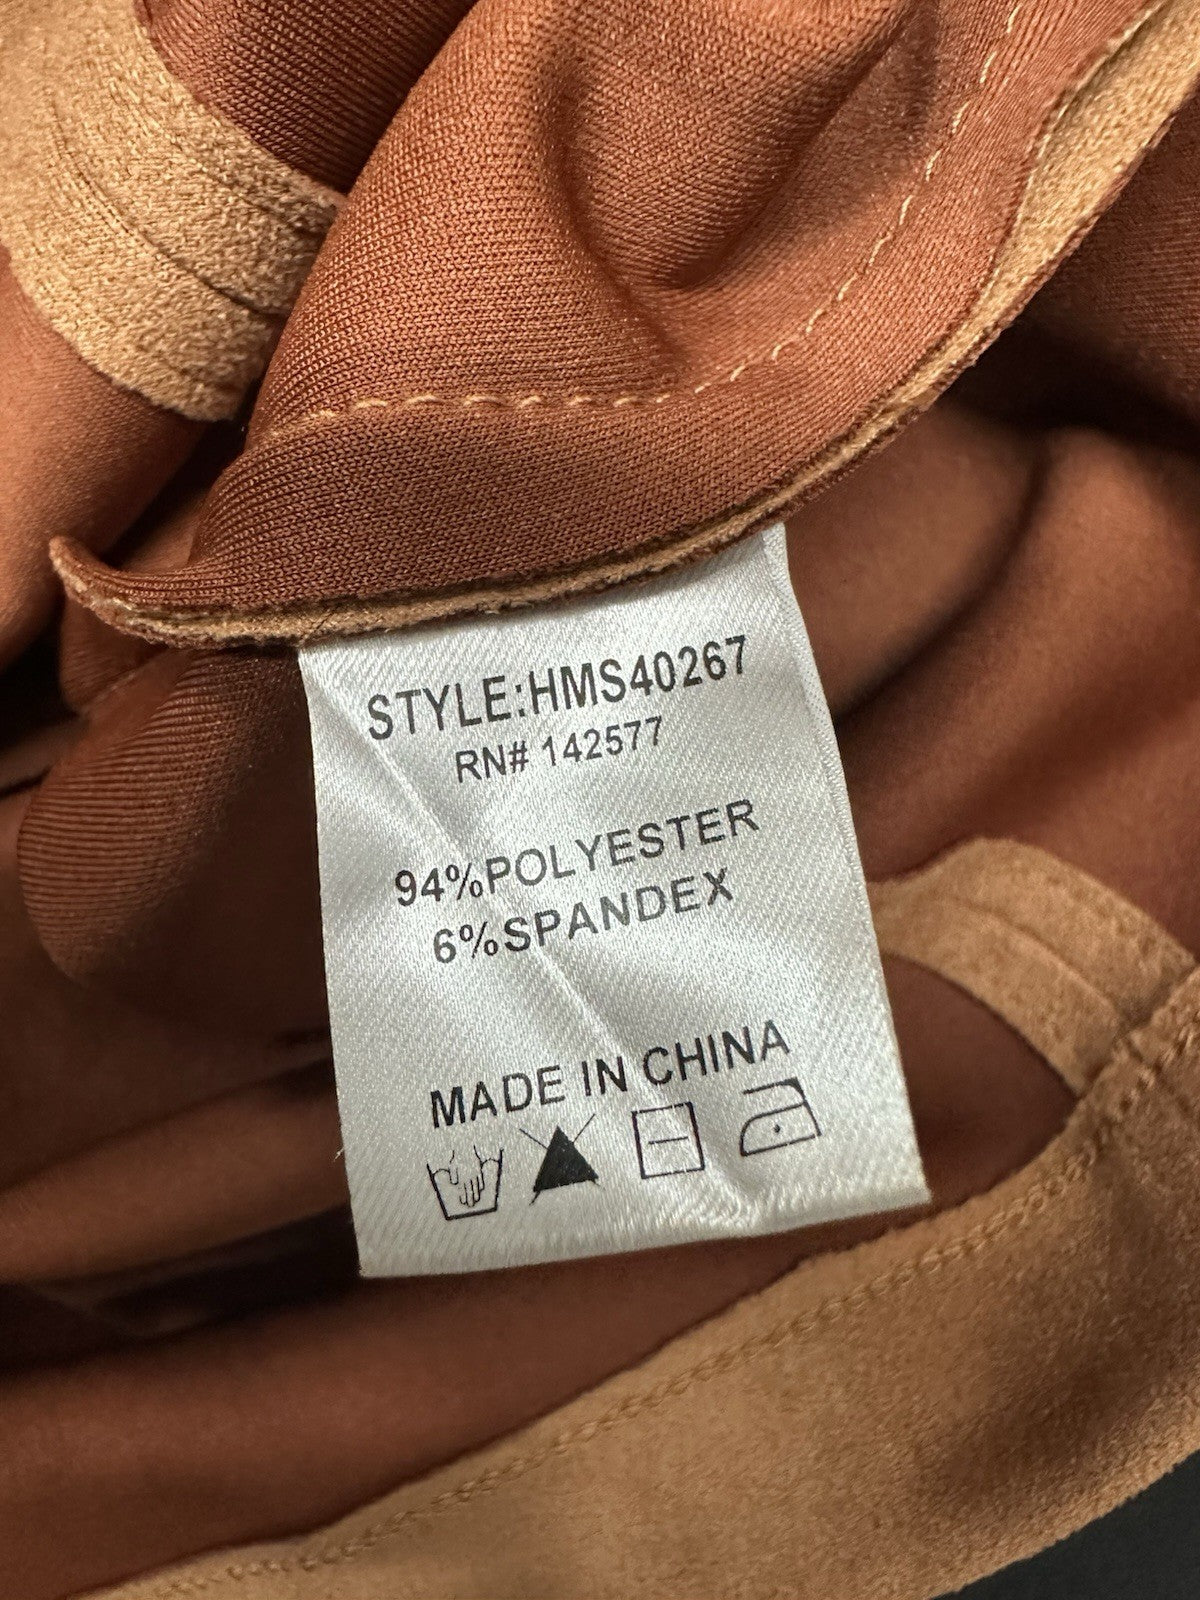 STYLE:HMS40267
RN# 142577
94%POLYESTER
6%SPANDEX
MADE IN CHINA